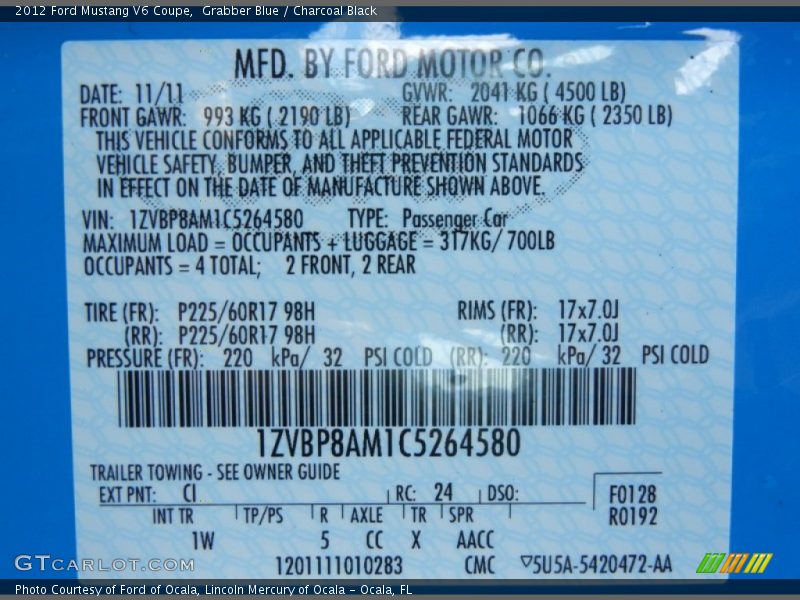 2012 Ford Mustang V6 Coupe,  Grabber Blue / Charcoal Black
MFD. BY FORD MOTOR CO.
DATE: 11/11 GVWR: 2041 KG ( 4500 LB)
FRONT GAWR: 993 KG ( 2190 LB) REAR GAWR: 1066 KG ( 2350 LB)
THIS VEHICLE CONFORMS TO ALL APPLICABLE FEDERAL MOTOR
VEHICLE SAFETY, BUMPER, AND THEFT PREVENTION STANDARDS
IN EFFECT ON THE DATE OF MANUFACTURE SHOWN ABOVE.
VIN: 1ZVBP8AM1C5264580 TYPE: Passenger Car
MAXIMUM LOAD = OCCUPANTS + LUGGAGE = 317KG/ 700LB
OCCUPANTS = 4 TOTAL; 2 FRONT, 2 REAR
TIRE (FR): P225/60R17 98H RIMS (FR): 17x7.0J
(RR): P225/60R17 98H (RR): 17x7.0J
PRESSURE (FR): 220 kPa/ 32 PSI COLD (RR): 220 kPa/ 32 PSI COLD
1ZVBP8AM1C5264580
TRAILER TOWING - SEE OWNER GUIDE
EXT PNT: CI RC: 24 DSO: F0128
INT TR TP/PS R AXLE TR SPR R0192
1W 5 CC X AACC
1201111010283 CMC ▽5U5A-5420472-AA
GTCARLOT.COM
Photo Courtesy of Ford of Ocala, Lincoln Mercury of Ocala – Ocala, FL